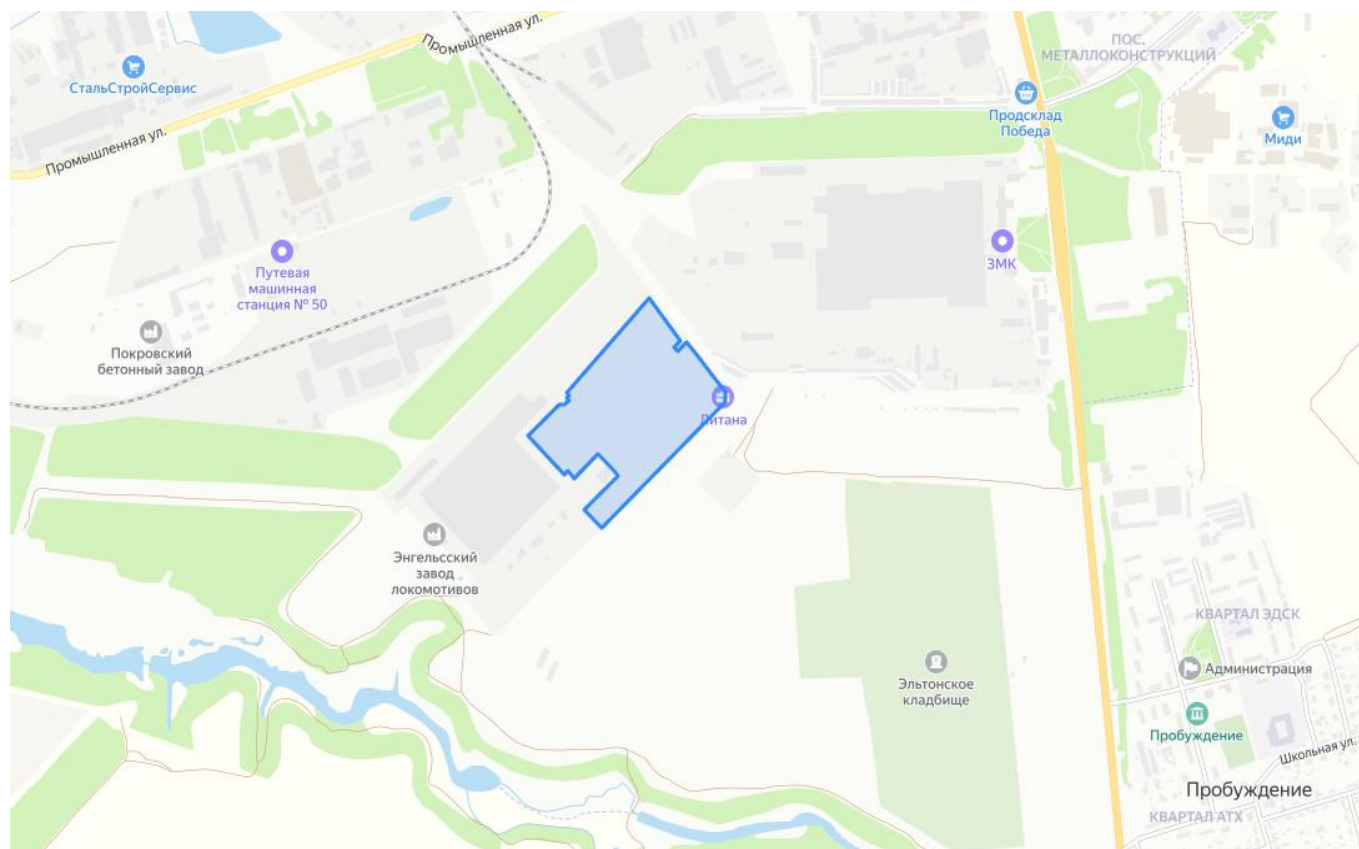 Промышленная ул.
ПОС.
МЕТАЛЛОКОНСТРУКЦИЙ
СтальСтройСервис
Продсклад
Победа
Миди
Промышленная ул.
ЗМК
Путевая
машинная
станция № 50
Покровский
бетонный завод
Литана
Энгельсский
завод
локомотивов
КВАРТАЛ ЭДСК
Администрация
Эльтонское
кладбище
Пробуждение
Школьная ул.
Пробуждение
КВАРТАЛ АТХ